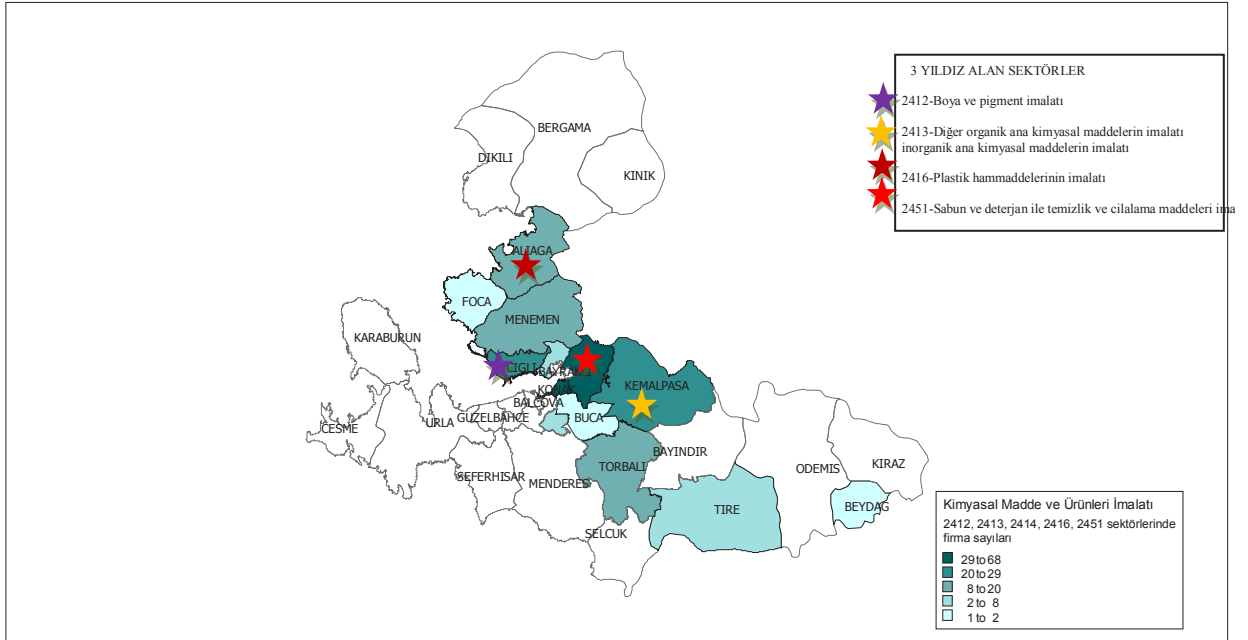 3 YILDIZ ALAN SEKTÖRLER
2412-Boya ve pigment imalatı
2413-Diğer organik ana kimyasal maddelerin imalatı
inorganik ana kimyasal maddelerin imalatı
2416-Plastik hammaddelerinin imalatı
2451-Sabun ve deterjan ile temizlik ve cilalama maddeleri ima
BERGAMA
DIKILI
KINIK
ALIAGA
FOCA
MENEMEN
KARABURUN
CIGLI
BAYRAKLI
KEMALPASA
KONAK
BALCOVA
CESME
URLA
GUZELBAHCE
BUCA
BAYINDIR
SEFERHISAR
MENDERES
TORBALI
ODEMIS
KIRAZ
TIRE
BEYDAG
SELCUK
Kimyasal Madde ve Ürünleri İmalatı
2412, 2413, 2414, 2416, 2451 sektörlerinde
firma sayıları
29 to 68
20 to 29
8 to 20
2 to 8
1 to 2